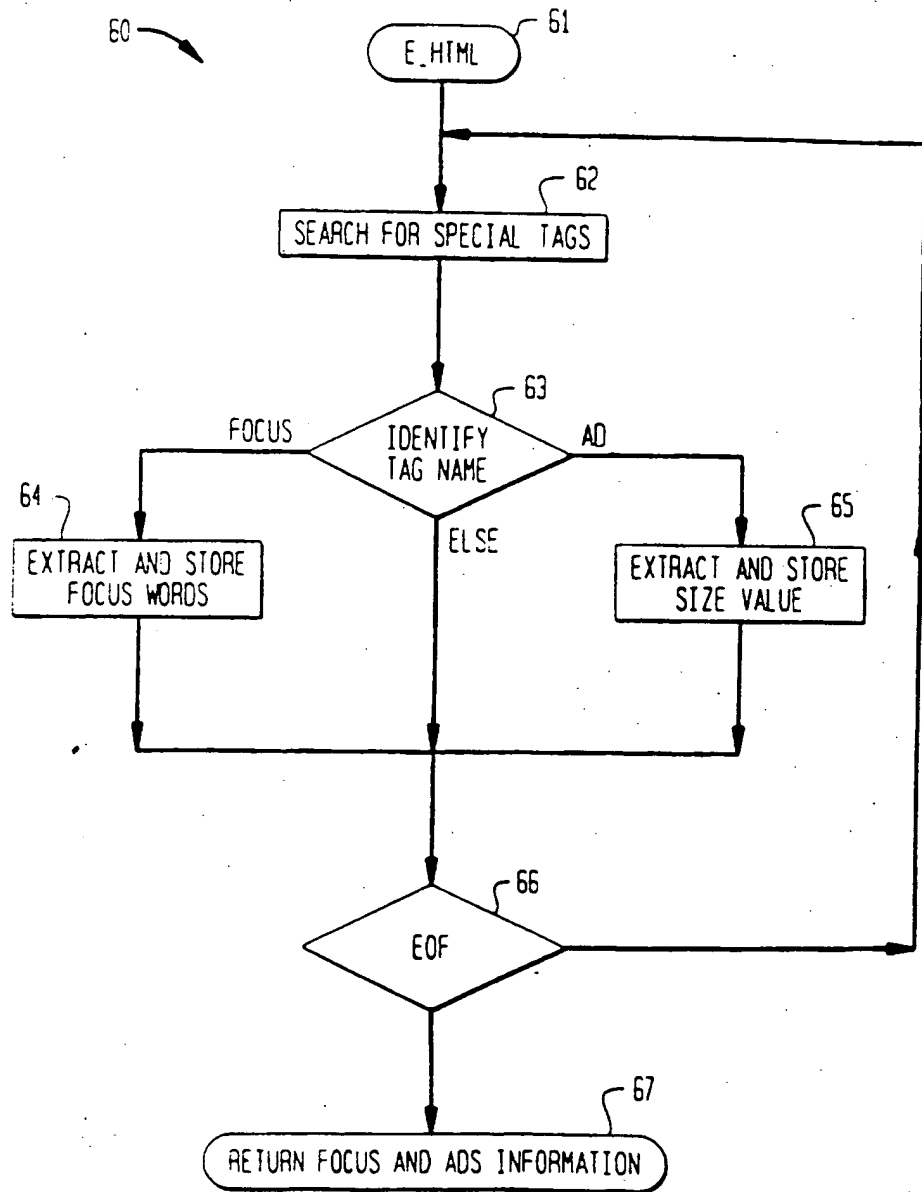 60
61
E_HTML
62
SEARCH FOR SPECIAL TAGS
63
FOCUS
IDENTIFY
TAG NAME
AD
ELSE
64
EXTRACT AND STORE
FOCUS WORDS
65
EXTRACT AND STORE
SIZE VALUE
66
EOF
67
RETURN FOCUS AND ADS INFORMATION